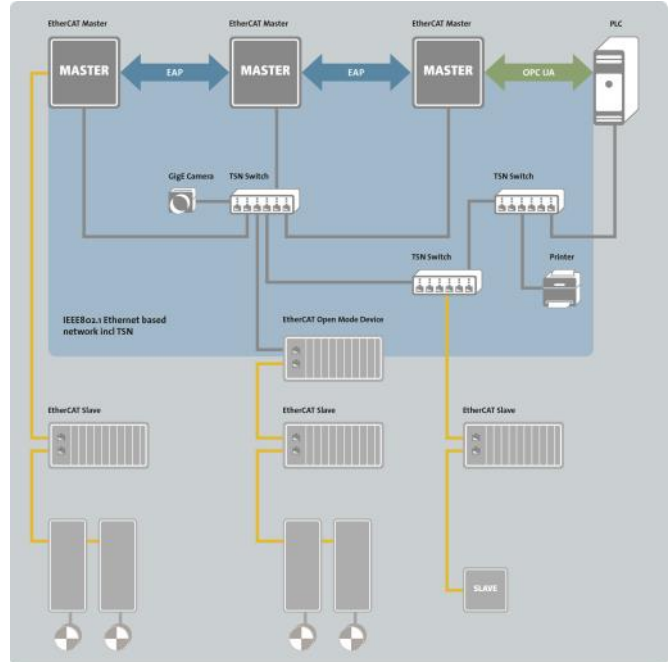 EtherCAT Master
EtherCAT Master
EtherCAT Master
PLC
MASTER
EAP
MASTER
EAP
MASTER
OPC UA
GigE Camera
TSN Switch
TSN Switch
TSN Switch
Printer
IEEE802.1 Ethernet based
network incl TSN
EtherCAT Open Mode Device
EtherCAT Slave
EtherCAT Slave
EtherCAT Slave
SLAVE